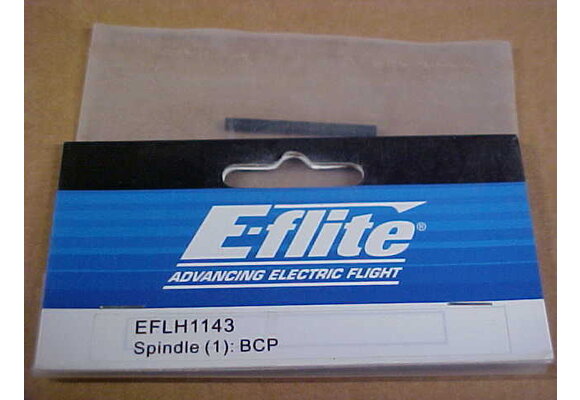 E-flite®
ADVANCING ELECTRIC FLIGHT
EFLH1143
Spindle (1): BCP